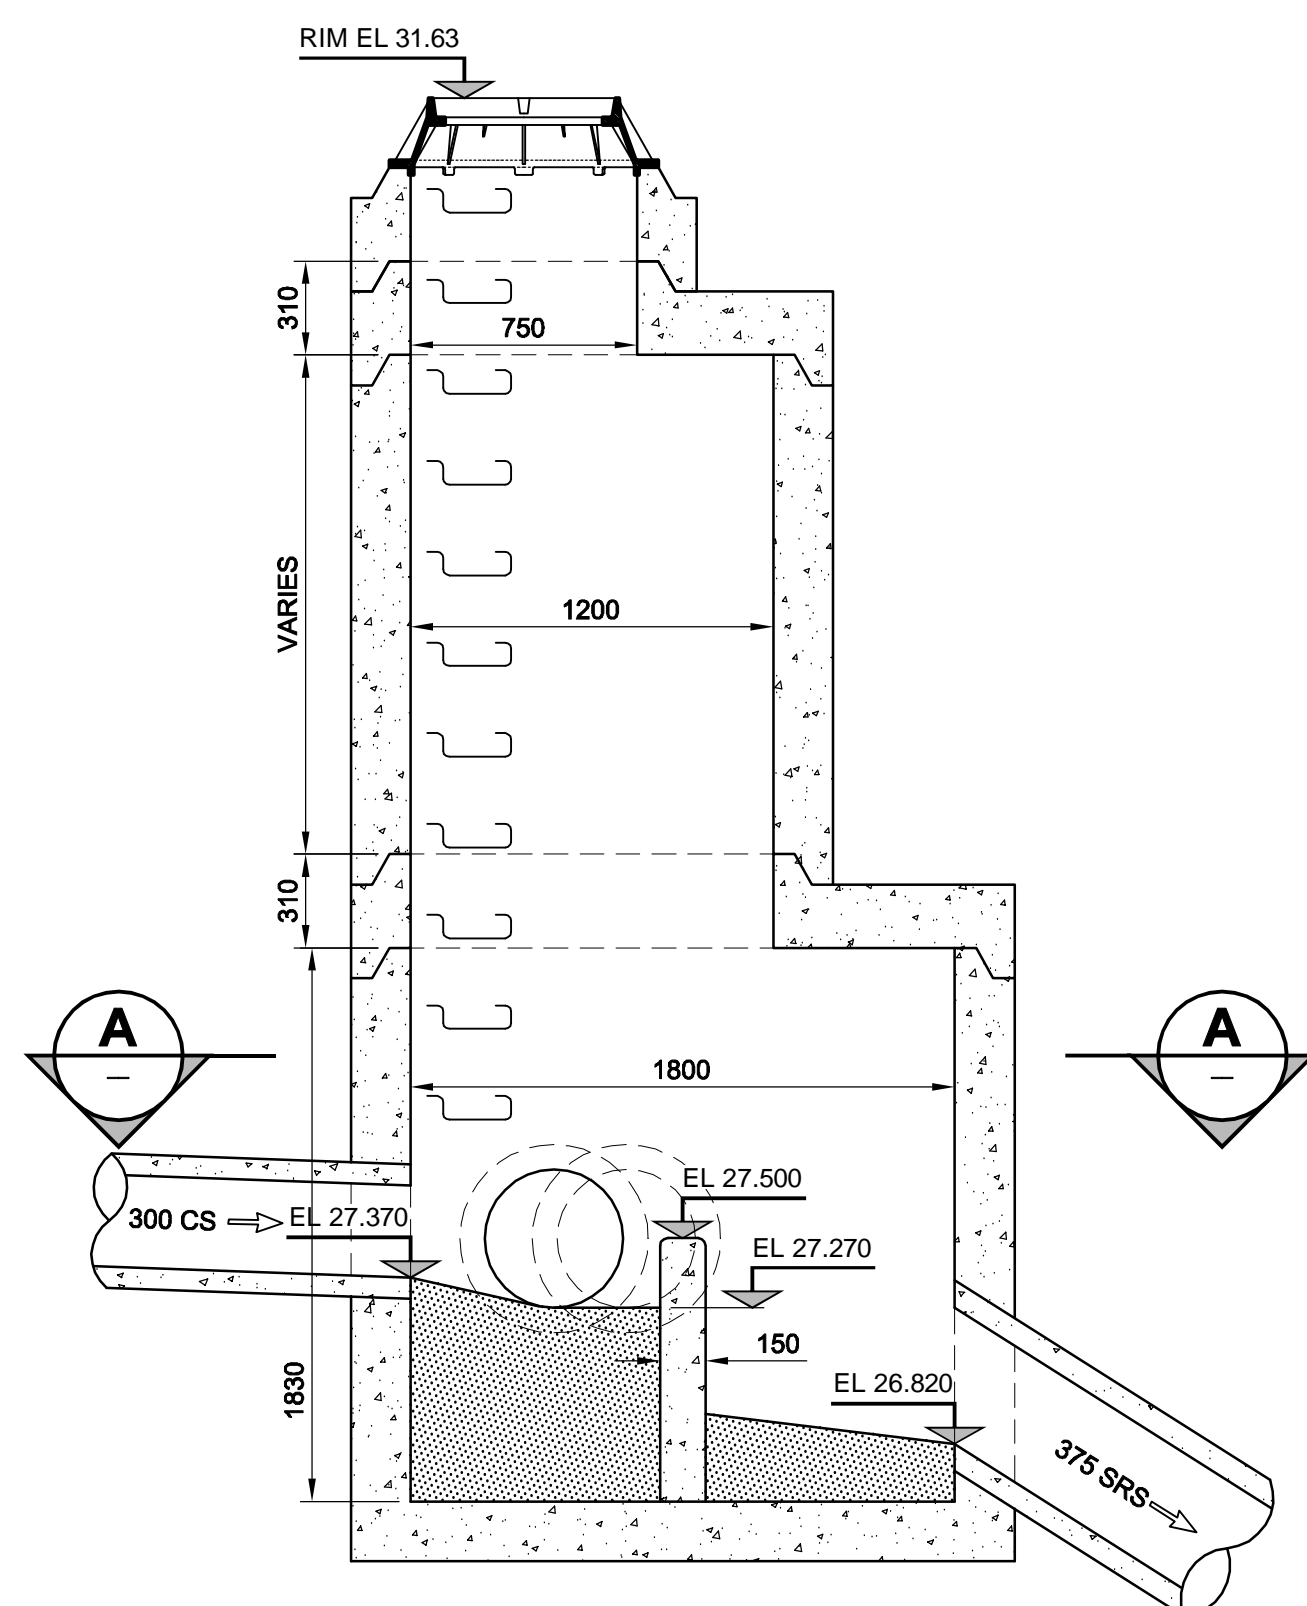 RIM EL 31.63
310
750
VARIES
1200
310
A
A
—
—
1800
EL 27.500
300 CS
EL 27.370
EL 27.270
150
1830
EL 26.820
375 SRS